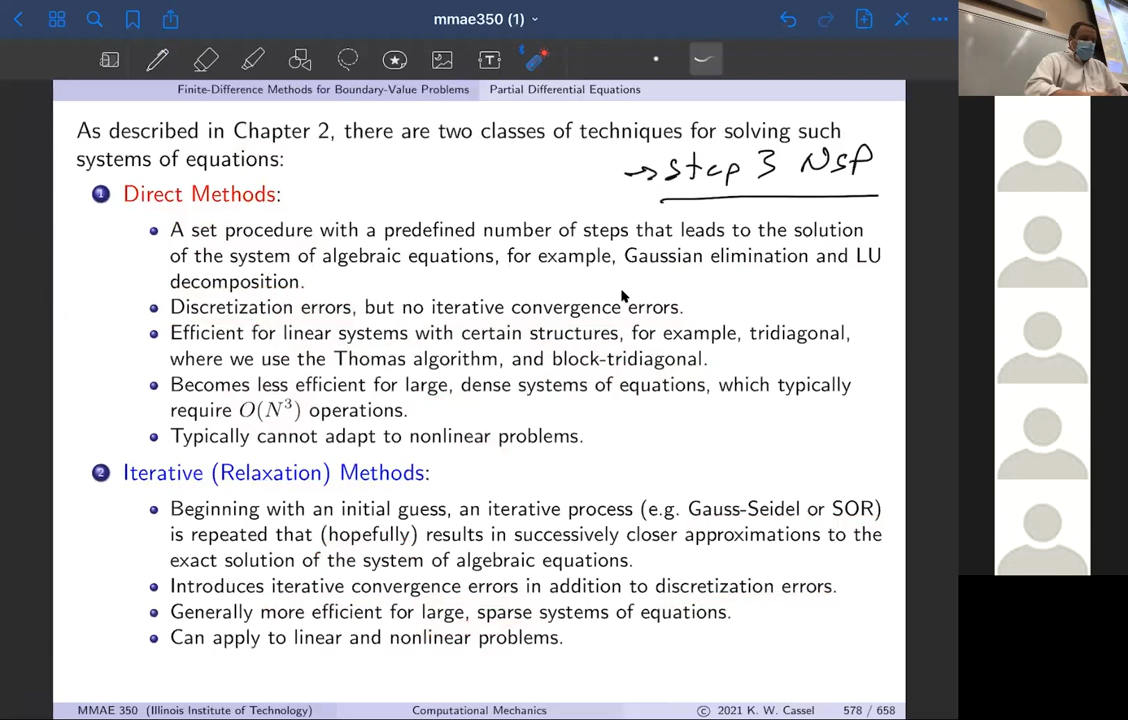 mmae350 (1)
Finite-Difference Methods for Boundary-Value Problems Partial Differential Equations
As described in Chapter 2, there are two classes of techniques for solving such
systems of equations:
→ Step 3 NSP
1 Direct Methods:
A set procedure with a predefined number of steps that leads to the solution
of the system of algebraic equations, for example, Gaussian elimination and LU
decomposition.
Discretization errors, but no iterative convergence errors.
Efficient for linear systems with certain structures, for example, tridiagonal,
where we use the Thomas algorithm, and block-tridiagonal.
Becomes less efficient for large, dense systems of equations, which typically
require O(N³) operations.
Typically cannot adapt to nonlinear problems.
2 Iterative (Relaxation) Methods:
Beginning with an initial guess, an iterative process (e.g. Gauss-Seidel or SOR)
is repeated that (hopefully) results in successively closer approximations to the
exact solution of the system of algebraic equations.
Introduces iterative convergence errors in addition to discretization errors.
Generally more efficient for large, sparse systems of equations.
Can apply to linear and nonlinear problems.
MMAE 350 (Illinois Institute of Technology) Computational Mechanics © 2021 K. W. Cassel 578 / 658